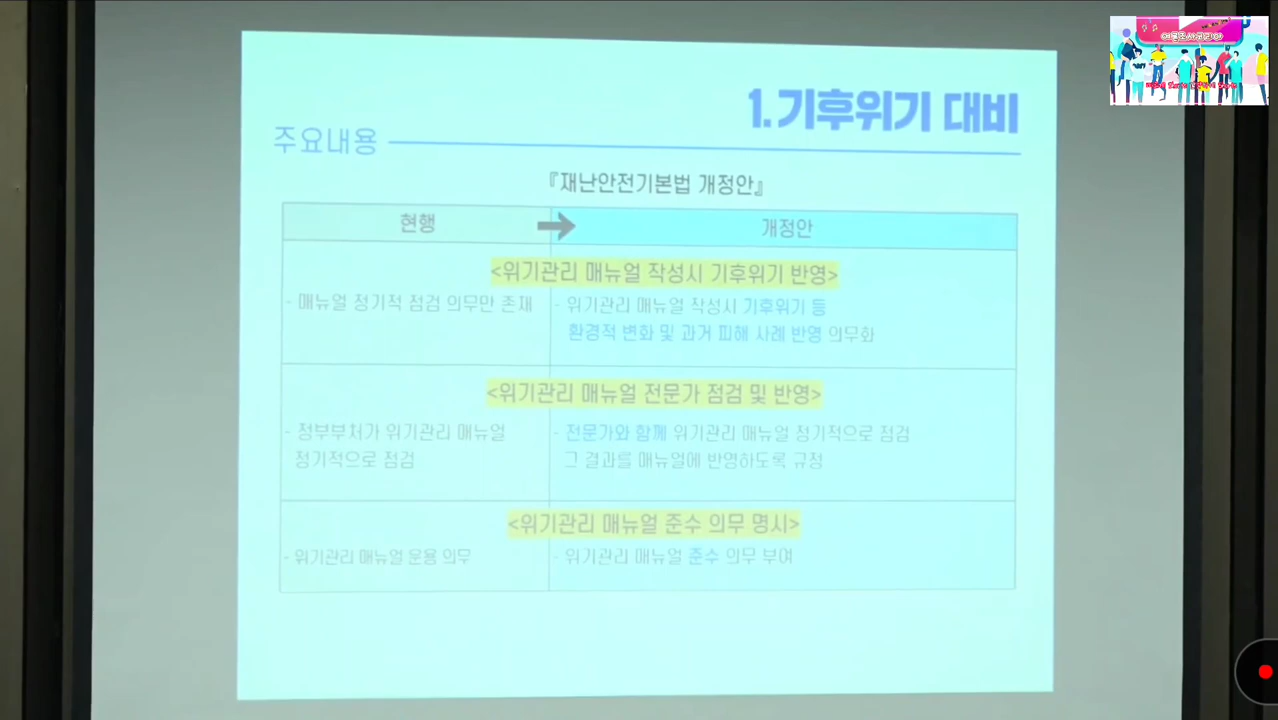 1.기후위기 대비
주요내용
『재난안전기본법 개정안』
현행
개정안
<위기관리 매뉴얼 작성시 기후위기 반영>
- 매뉴얼 정기적 점검 의무만 존재
- 위기관리 매뉴얼 작성시 기후위기 등
환경적 변화 및 과거 피해 사례 반영 의무화
<위기관리 매뉴얼 전문가 점검 및 반영>
- 정부부처가 위기관리 매뉴얼
정기적으로 점검
- 전문가와 함께 위기관리 매뉴얼 정기적으로 점검
그 결과를 매뉴얼에 반영하도록 규정
<위기관리 매뉴얼 준수 의무 명시>
- 위기관리 매뉴얼 운용 의무
- 위기관리 매뉴얼 준수 의무 부여